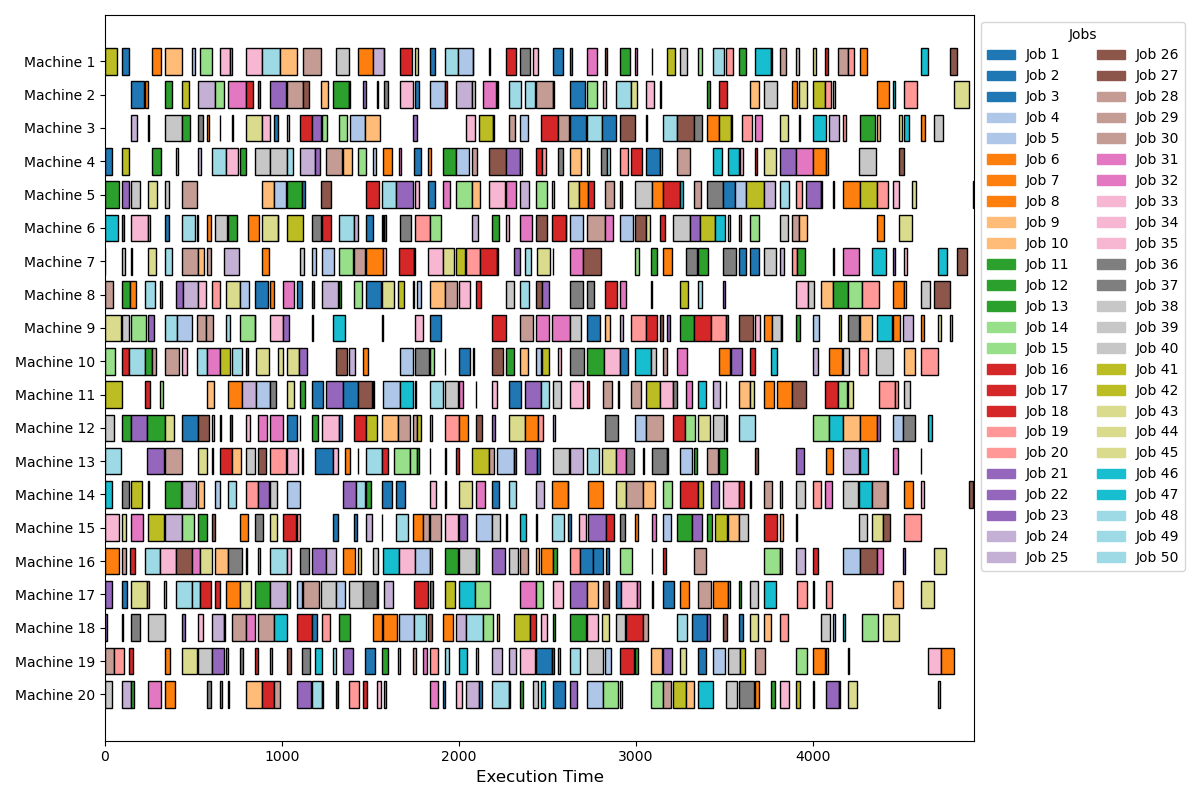 Machine 1
Machine 2
Machine 3
Machine 4
Machine 5
Machine 6
Machine 7
Machine 8
Machine 9
Machine 10
Machine 11
Machine 12
Machine 13
Machine 14
Machine 15
Machine 16
Machine 17
Machine 18
Machine 19
Machine 20
0 1000 2000 3000 4000
Execution Time
Jobs
Job 1 Job 26
Job 2 Job 27
Job 3 Job 28
Job 4 Job 29
Job 5 Job 30
Job 6 Job 31
Job 7 Job 32
Job 8 Job 33
Job 9 Job 34
Job 10 Job 35
Job 11 Job 36
Job 12 Job 37
Job 13 Job 38
Job 14 Job 39
Job 15 Job 40
Job 16 Job 41
Job 17 Job 42
Job 18 Job 43
Job 19 Job 44
Job 20 Job 45
Job 21 Job 46
Job 22 Job 47
Job 23 Job 48
Job 24 Job 49
Job 25 Job 50